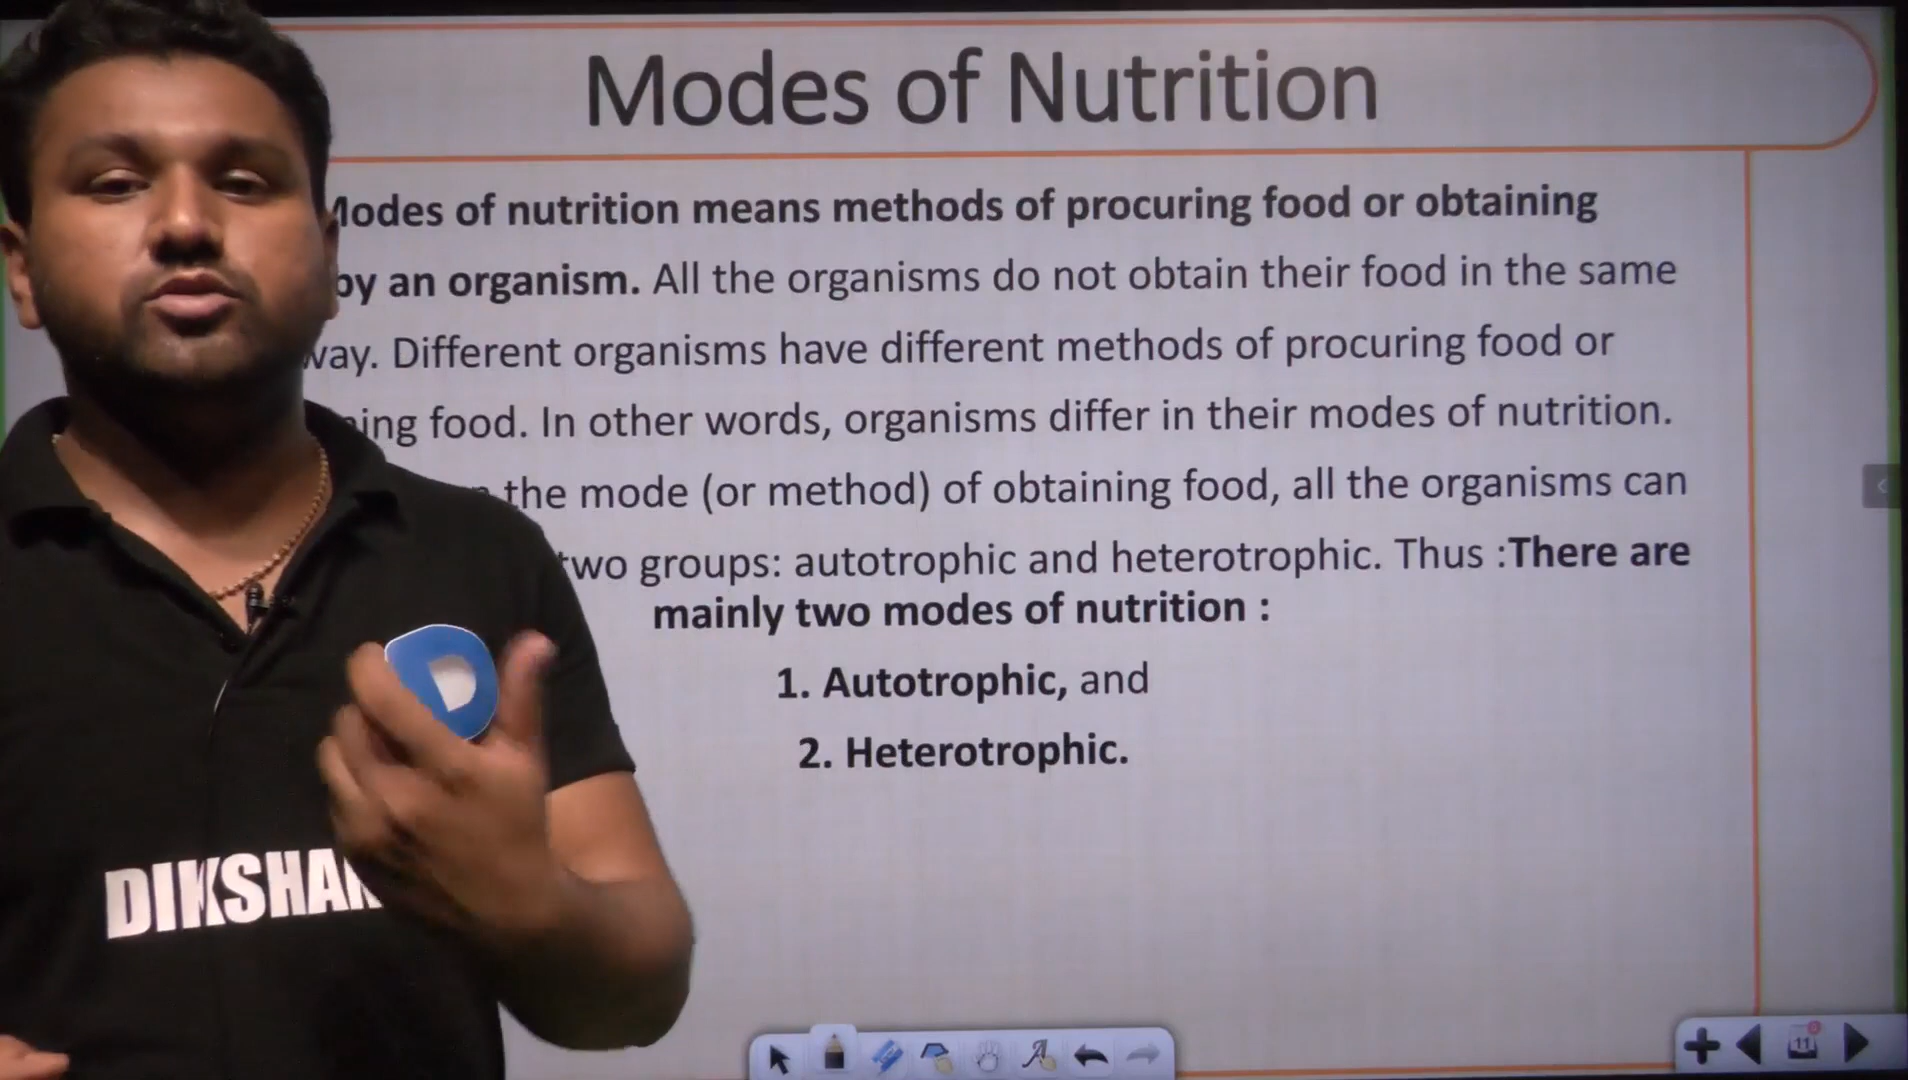 Modes of Nutrition
Modes of nutrition means methods of procuring food or obtaining
by an organism. All the organisms do not obtain their food in the same
way. Different organisms have different methods of procuring food or
food. In other words, organisms differ in their modes of nutrition.
the mode (or method) of obtaining food, all the organisms can
two groups: autotrophic and heterotrophic. Thus :There are
mainly two modes of nutrition :
1. Autotrophic, and
2. Heterotrophic.
D
11